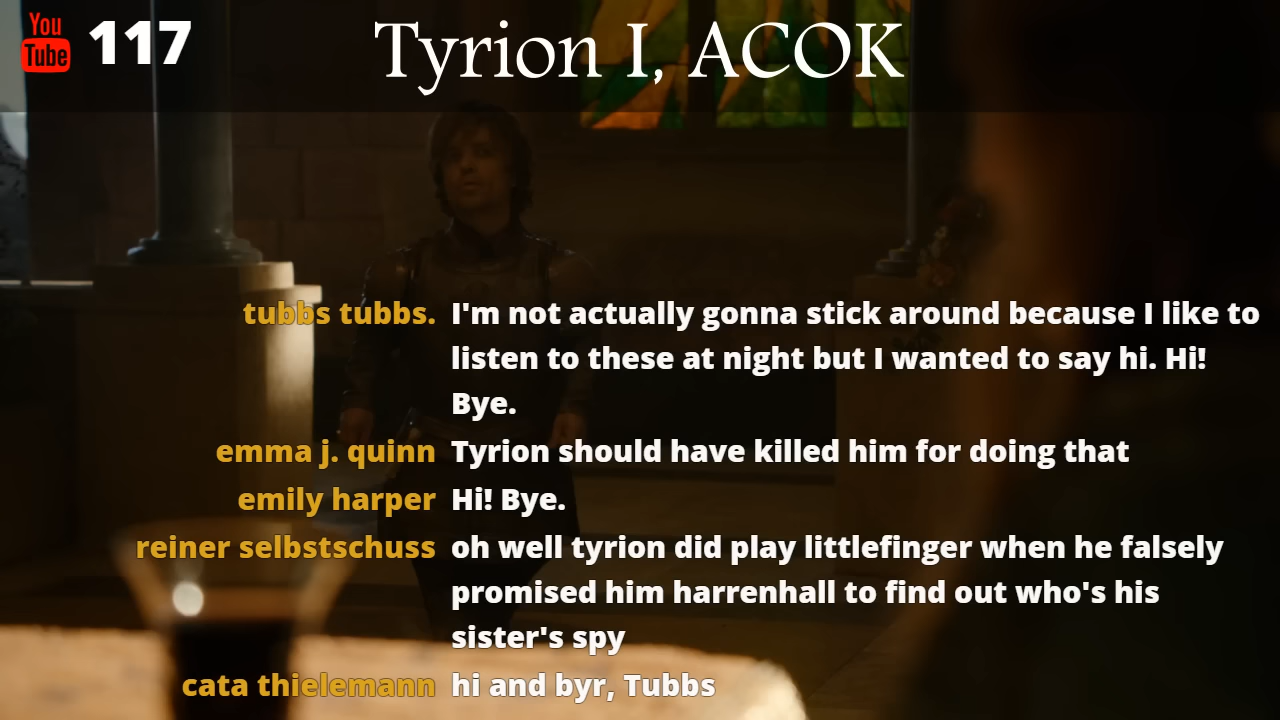 You
Tube
117
Tyrion I, ACOK
tubbs tubbs. I'm not actually gonna stick around because I like to
listen to these at night but I wanted to say hi. Hi!
Bye.
emma j. quinn Tyrion should have killed him for doing that
emily harper Hi! Bye.
reiner selbstschuss oh well tyrion did play littlefinger when he falsely
promised him harrenhall to find out who's his
sister's spy
cata thielemann hi and byr, Tubbs